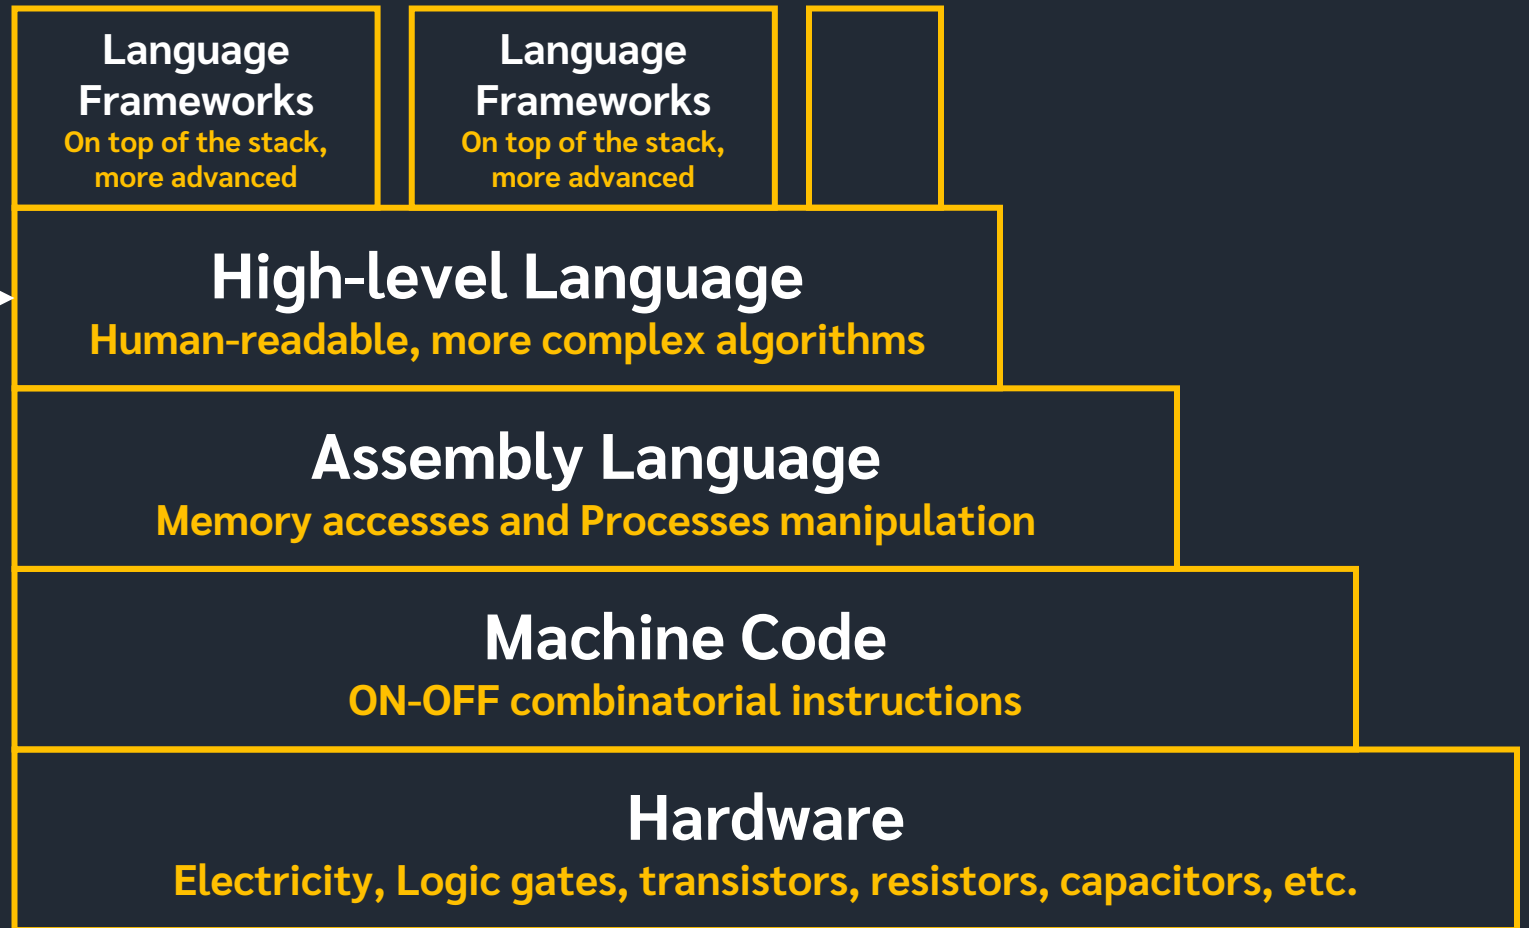 Language
Frameworks
On top of the stack,
more advanced
Language
Frameworks
On top of the stack,
more advanced
High-level Language
Human-readable, more complex algorithms
Assembly Language
Memory accesses and Processes manipulation
Machine Code
ON-OFF combinatorial instructions
Hardware
Electricity, Logic gates, transistors, resistors, capacitors, etc.